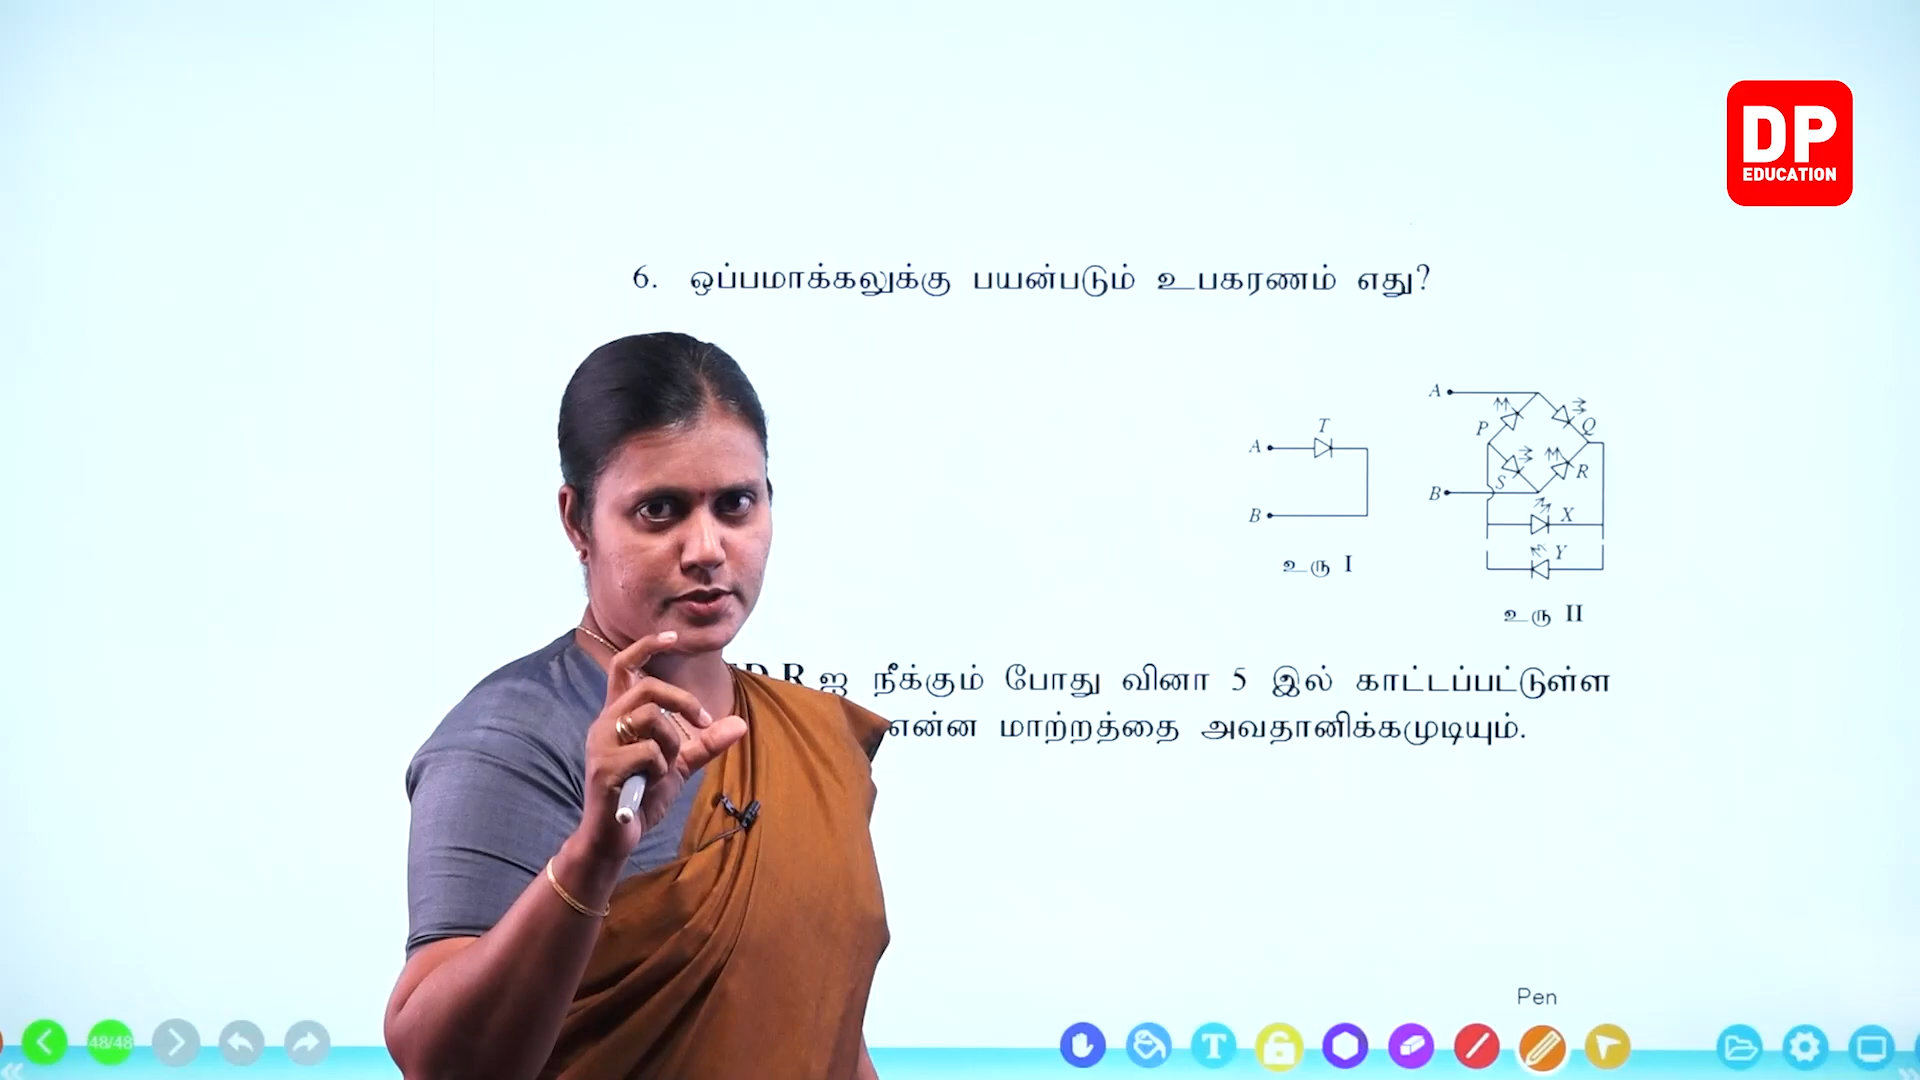 DP
EDUCATION
6. ஒப்பமாக்கலுக்கு பயன்படும் உபகரணம் எது?
A
T
B
உரு I
A
P
Q
S
R
B
X
Y
உரு II
R ஐ நீக்கும் போது வினா 5 இல் காட்டப்பட்டுள்ள
என்ன மாற்றத்தை அவதானிக்கமுடியும்.
Pen
48/48
T